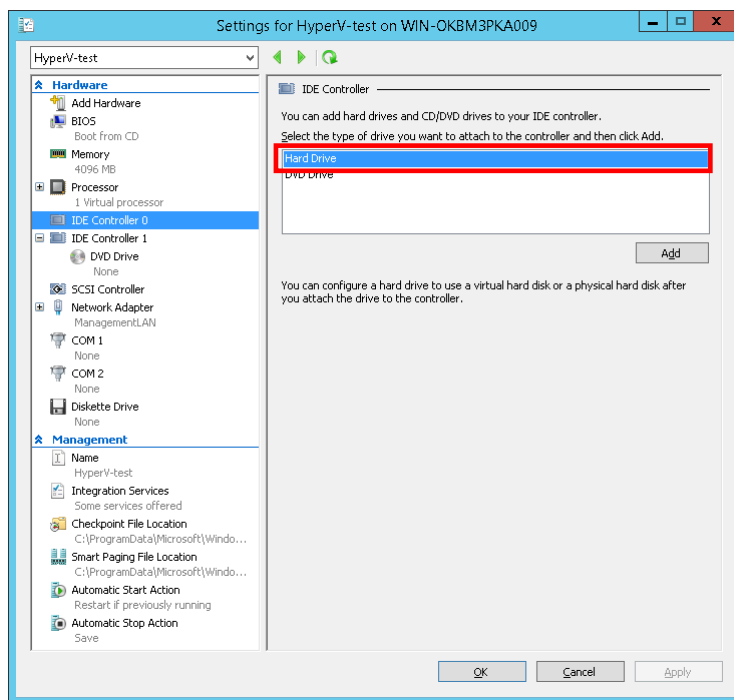 Settings for HyperV-test on WIN-OKBM3PKA009
HyperV-test
Hardware
Add Hardware
BIOS
Boot from CD
Memory
4096 MB
Processor
1 Virtual processor
IDE Controller 0
IDE Controller 1
DVD Drive
None
SCSI Controller
Network Adapter
ManagementLAN
COM 1
None
COM 2
None
Diskette Drive
None
Management
Name
HyperV-test
Integration Services
Some services offered
Checkpoint File Location
C:\ProgramData\Microsoft\Windo...
Smart Paging File Location
C:\ProgramData\Microsoft\Windo...
Automatic Start Action
Restart if previously running
Automatic Stop Action
Save
IDE Controller
You can add hard drives and CD/DVD drives to your IDE controller.
Select the type of drive you want to attach to the controller and then click Add.
Hard Drive
DVD Drive
Add
You can configure a hard drive to use a virtual hard disk or a physical hard disk after
you attach the drive to the controller.
OK
Cancel
Apply